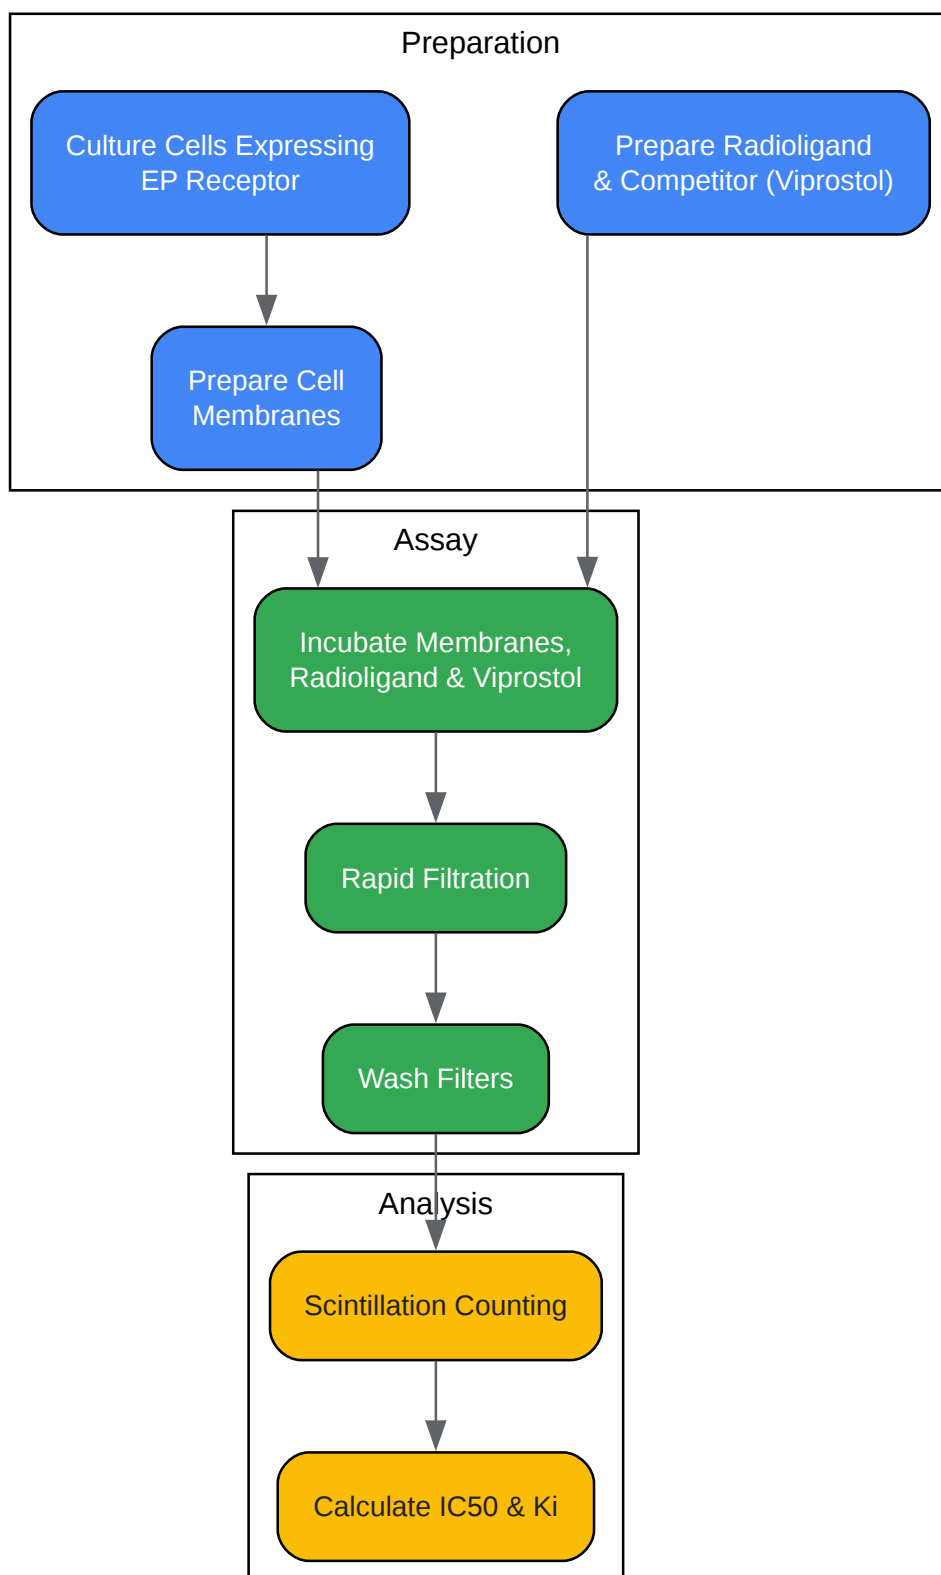 Preparation
Culture Cells Expressing
EP Receptor
Prepare Radioligand
& Competitor (Viprostol)
Prepare Cell
Membranes
Assay
Incubate Membranes,
Radioligand & Viprostol
Rapid Filtration
Wash Filters
Analysis
Scintillation Counting
Calculate IC50 & Ki